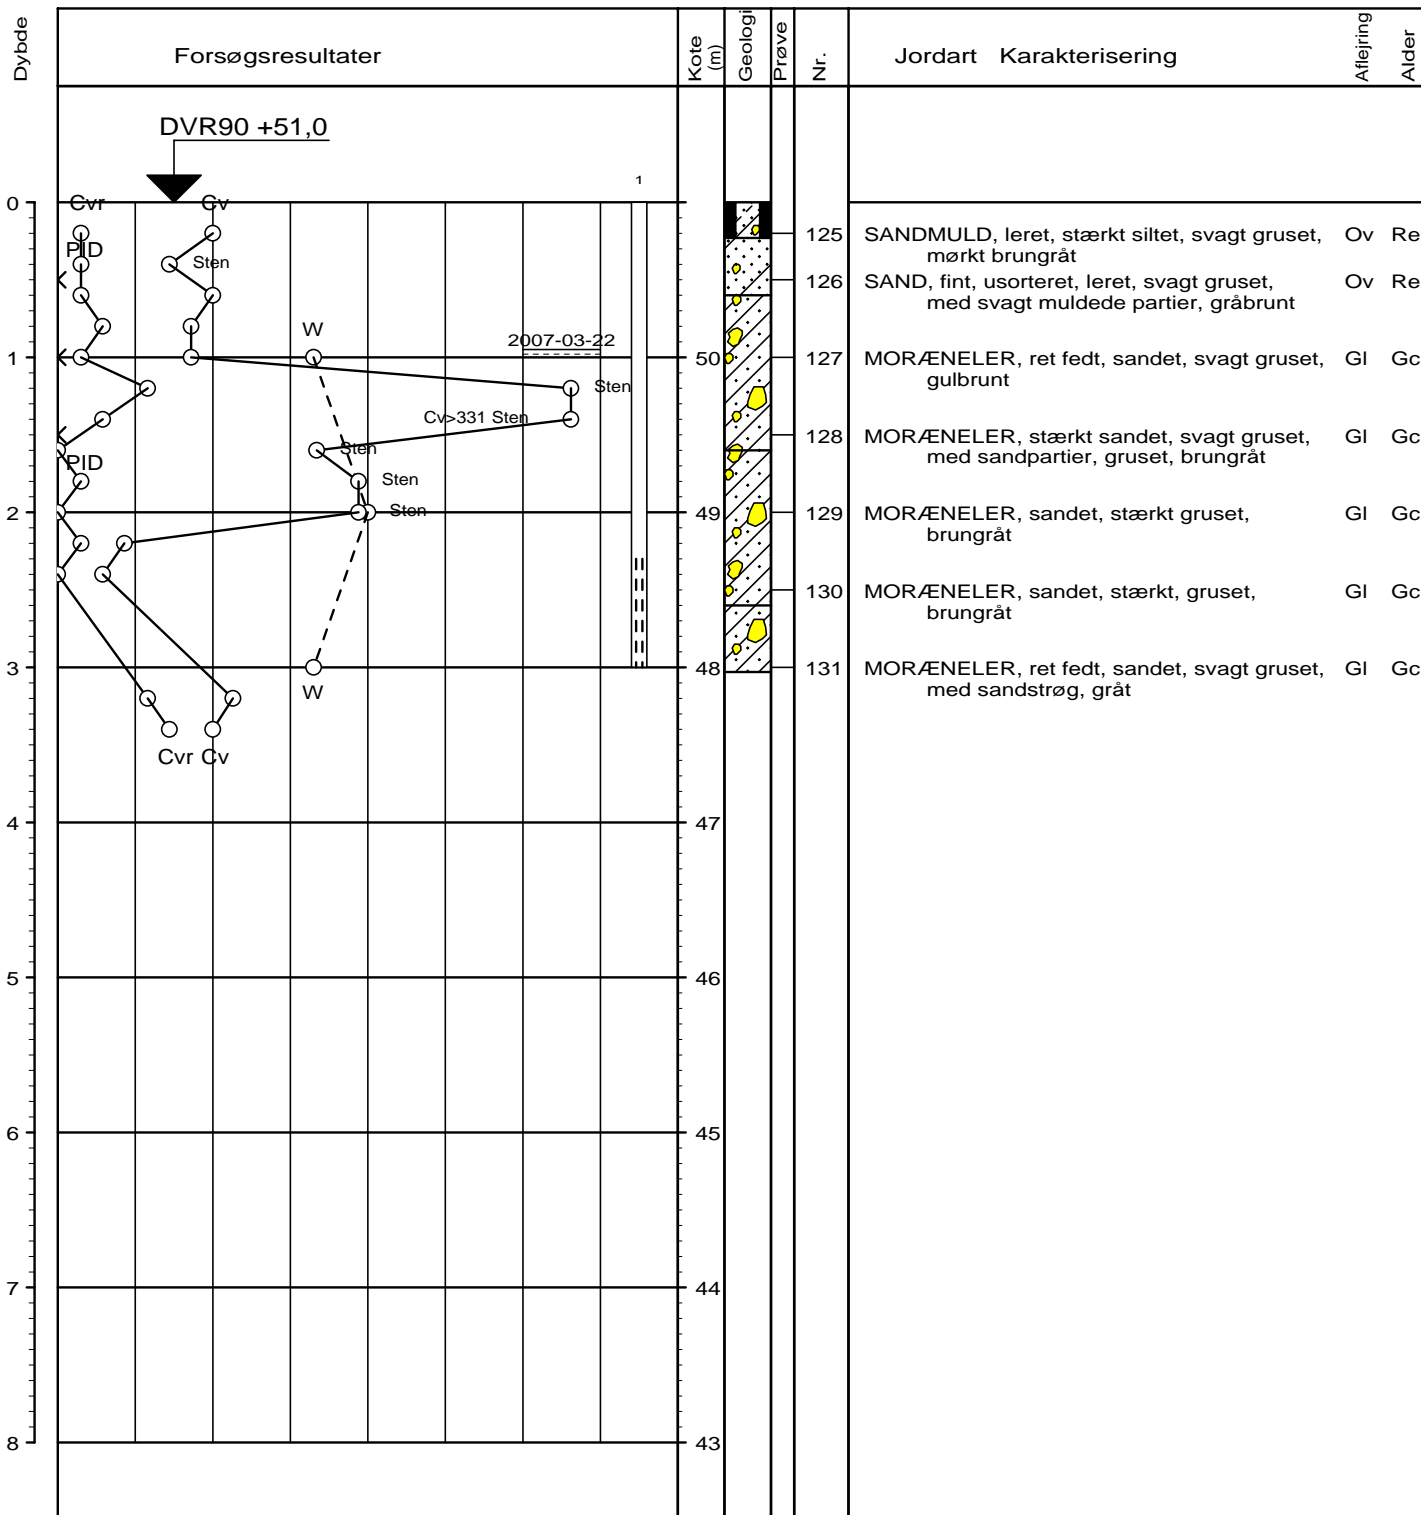 Dybde
Forsøgsresultater
Kote
(m)
Geologi
Prøve
Nr.
Jordart Karakterisering
Aflejring
Alder
DVR90 +51,0
1
0
Cvr
Cv
125 SANDMULD, leret, stærkt siltet, svagt gruset, Ov Re
mørkt brungråt
PID
Sten
126 SAND, fint, usorteret, leret, svagt gruset, Ov Re
med svagt muldede partier, gråbrunt
W
2007-03-22
1
50
127 MORÆNELER, ret fedt, sandet, svagt gruset, Gl Gc
gulbrunt
Sten
Cv>331 Sten
128 MORÆNELER, stærkt sandet, svagt gruset, Gl Gc
med sandpartier, gruset, brungråt
Sten
PID
Sten
2
Sten
49
129 MORÆNELER, sandet, stærkt gruset, Gl Gc
brungråt
130 MORÆNELER, sandet, stærkt, gruset, Gl Gc
brungråt
3
48
131 MORÆNELER, ret fedt, sandet, svagt gruset, Gl Gc
med sandstrøg, gråt
W
Cvr Cv
4
47
5
46
6
45
7
44
8
43